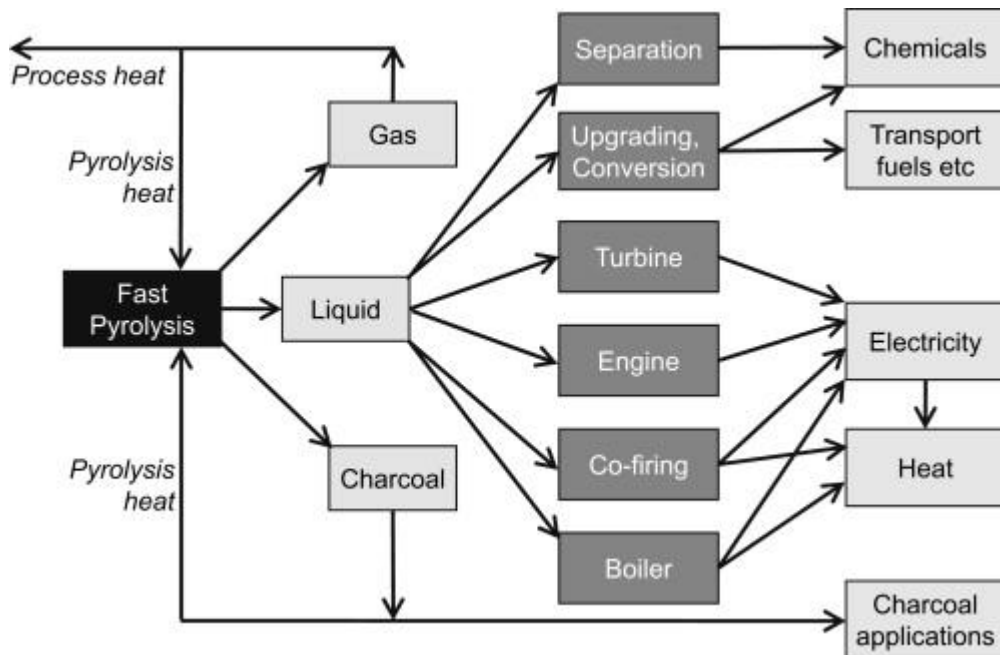 Process heat
Pyrolysis
heat
Gas
Fast
Pyrolysis
Liquid
Pyrolysis
heat
Charcoal
Separation
Upgrading,
Conversion
Turbine
Engine
Co-firing
Boiler
Chemicals
Transport
fuels etc
Electricity
Heat
Charcoal
applications